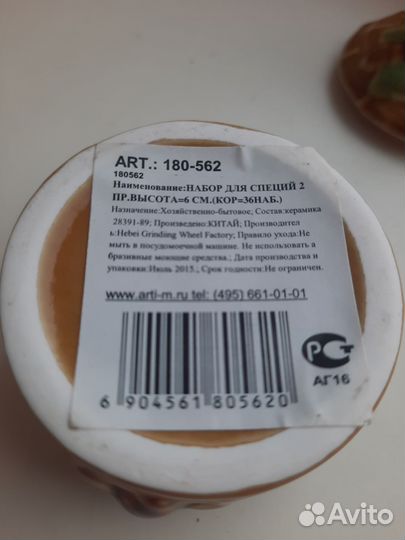 ART.: 180-562
180562
Наименование:НАБОР ДЛЯ СПЕЦИЙ 2
ПР.ВЫСОТА=6 СМ.(КОР=36НАБ.)
Назначение:Хозяйственно-бытовое, Состав:керамика
28391-89; Произведено:КИТАЙ; Производител
ь:Hebei Grinding Wheel Factory; Правило ухода:Не
мыть в посудомоечной машине. Не использовать а
бразивные моющие средства.; Дата производства и
упаковки:Июль 2015.; Срок годности:Не ограничен.
www.arti-m.ru tel: (495) 661-01-01
РСТ
АГ16
6 904561 805620
Avito